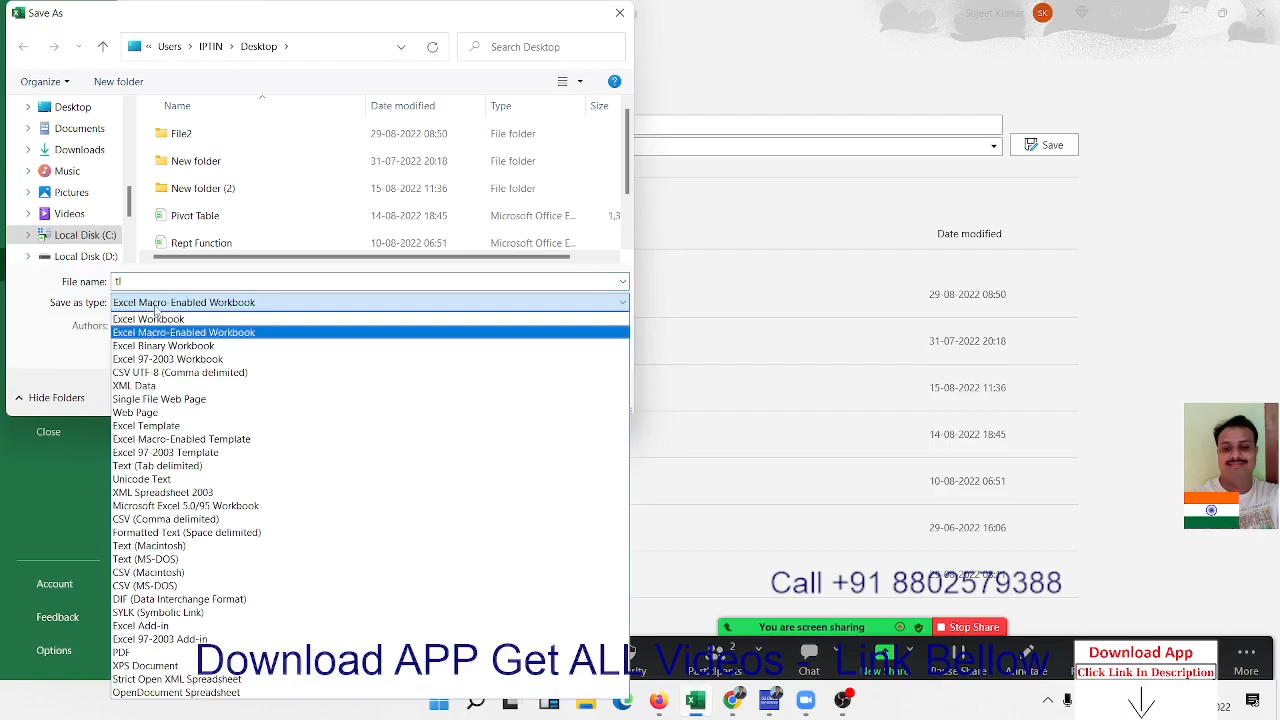 Save As
Sujeet Kumar
SK
Users
IPTIN
Desktop
Search Desktop
Organize
New folder
Name
Date modified
Type
Size
Desktop
Documents
Downloads
Music
Pictures
Videos
Local Disk (C:)
Local Disk (D:)
File2 29-08-2022 08:50 File folder
New folder 31-07-2022 20:18 File folder
New folder (2) 15-08-2022 11:36 File folder
Pivot Table 14-08-2022 18:45 Microsoft Office E... 1,3
Rept Function 10-08-2022 06:51 Microsoft Office E...
Save
Date modified
29-08-2022 08:50
31-07-2022 20:18
15-08-2022 11:36
14-08-2022 18:45
10-08-2022 06:51
29-06-2022 16:06
File name: tl
Save as type: Excel Macro-Enabled Workbook
Authors:
Excel Workbook
Excel Macro-Enabled Workbook
Excel Binary Workbook
Excel 97-2003 Workbook
CSV UTF-8 (Comma delimited)
XML Data
Single File Web Page
Web Page
Excel Template
Excel Macro-Enabled Template
Excel 97-2003 Template
Text (Tab delimited)
Unicode Text
XML Spreadsheet 2003
Microsoft Excel 5.0/95 Workbook
CSV (Comma delimited)
Formatted Text (Space delimited)
Text (Macintosh)
Text (MS-DOS)
CSV (Macintosh)
CSV (MS-DOS)
DIF (Data Interchange Format)
SYLK (Symbolic Link)
Excel Add-in
Excel 97-2003 Add-in
PDF
XPS Document
Strict Open XML Spreadsheet
OpenDocument Spreadsheet
Hide Folders
Close
Account
Feedback
Options
Call +91 8802579388
You are screen sharing
Stop Share
Download APP Get ALL Videos - Link Bellow
2
Chat
More
Download App
Click Link In Description
2022